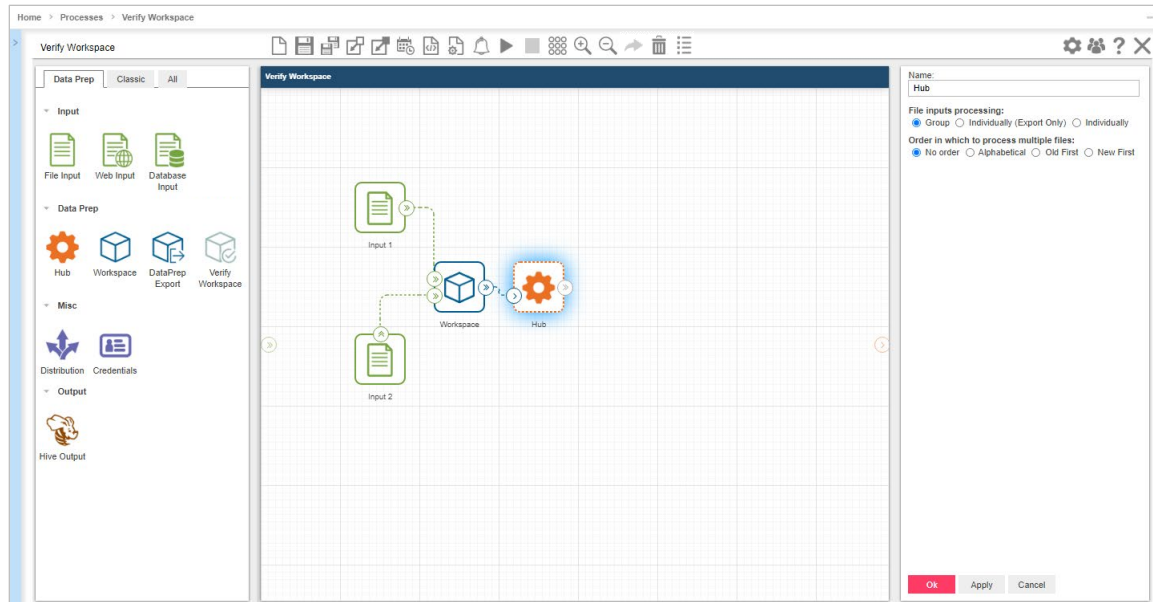 Home > Processes > Verify Workspace
Verify Workspace
Data Prep Classic All
Input
File Input Web Input Database Input
Data Prep
Hub Workspace DataPrep Export Verify Workspace
Misc
Distribution Credentials
Output
Hive Output
Verify Workspace
Input 1
Workspace Hub
Input 2
Name:
Hub
File inputs processing:
Group Individually (Export Only) Individually
Order in which to process multiple files:
No order Alphabetical Old First New First
Ok Apply Cancel